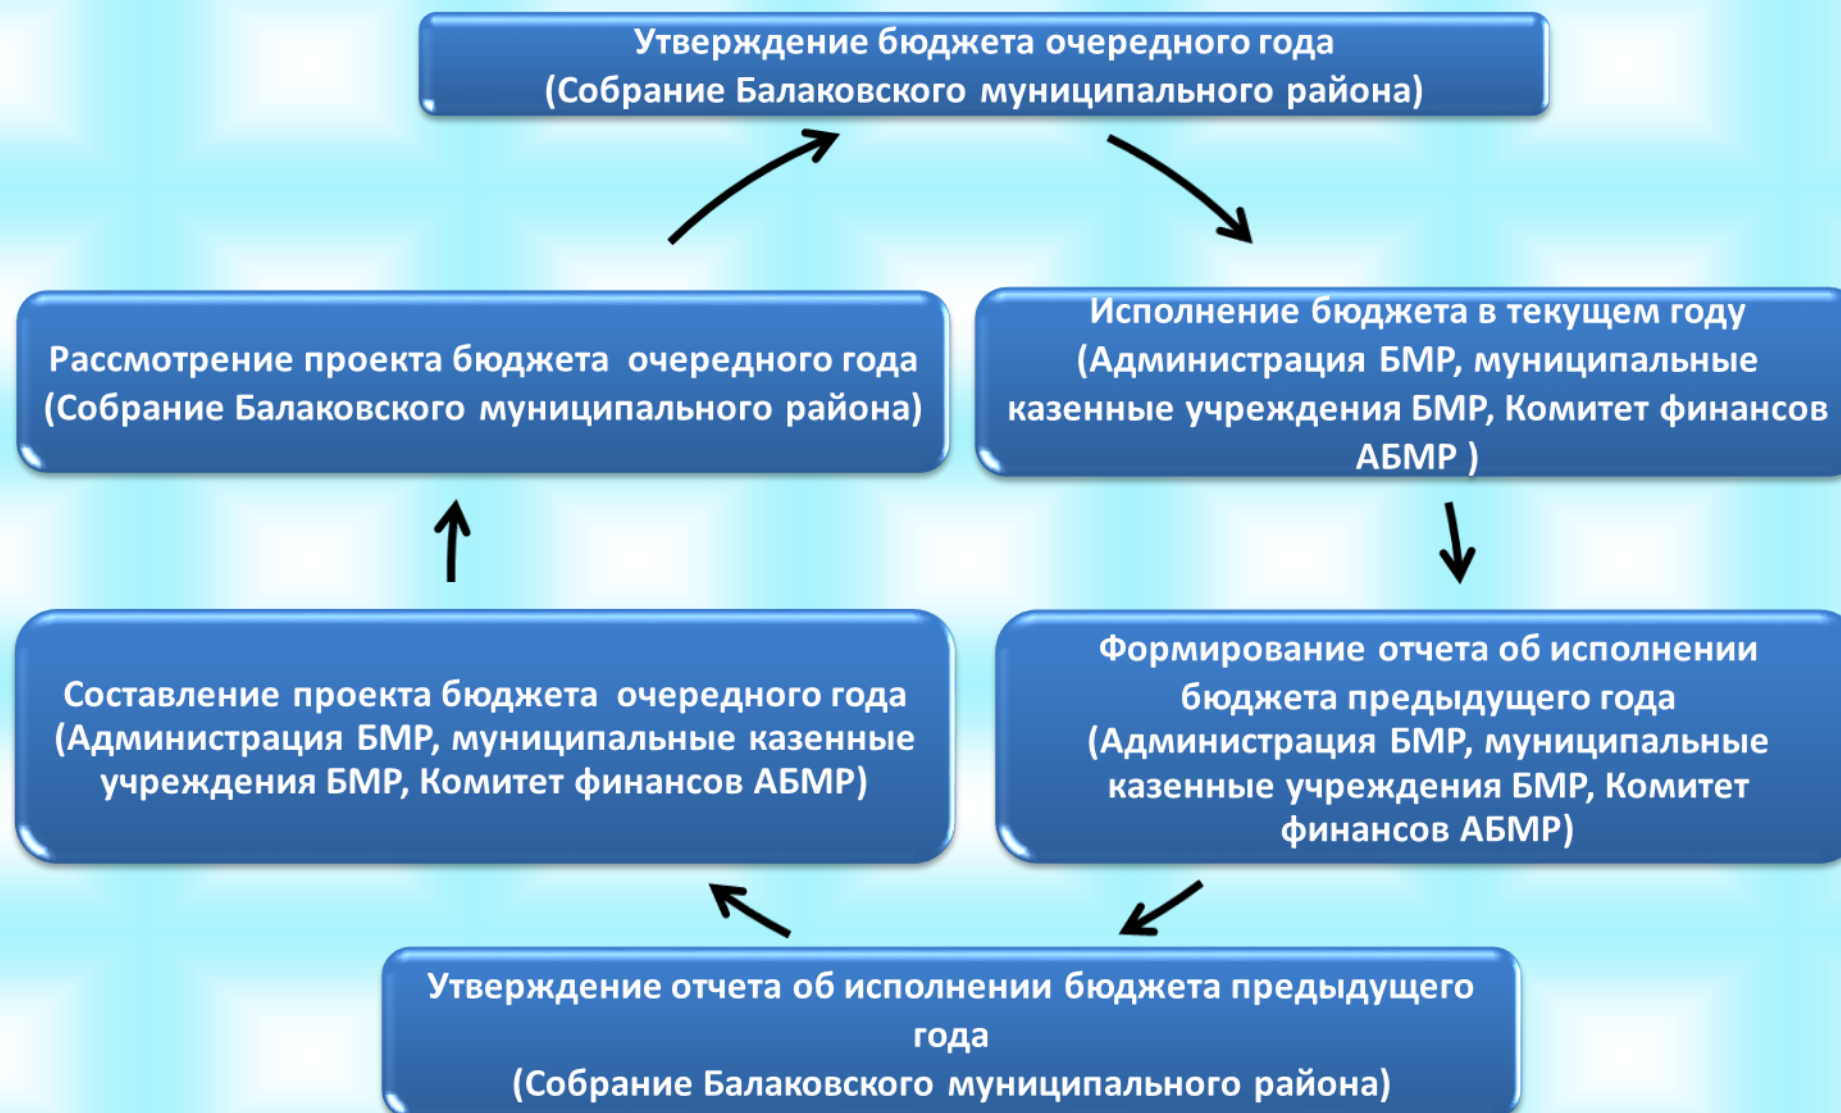 Утверждение бюджета очередного года
(Собрание Балаковского муниципального района)
Рассмотрение проекта бюджета очередного года
(Собрание Балаковского муниципального района)
Исполнение бюджета в текущем году
(Администрация БМР, муниципальные
казенные учреждения БМР, Комитет финансов
АБМР )
Составление проекта бюджета очередного года
(Администрация БМР, муниципальные казенные
учреждения БМР, Комитет финансов АБМР)
Формирование отчета об исполнении
бюджета предыдущего года
(Администрация БМР, муниципальные
казенные учреждения БМР, Комитет
финансов АБМР)
Утверждение отчета об исполнении бюджета предыдущего
года
(Собрание Балаковского муниципального района)